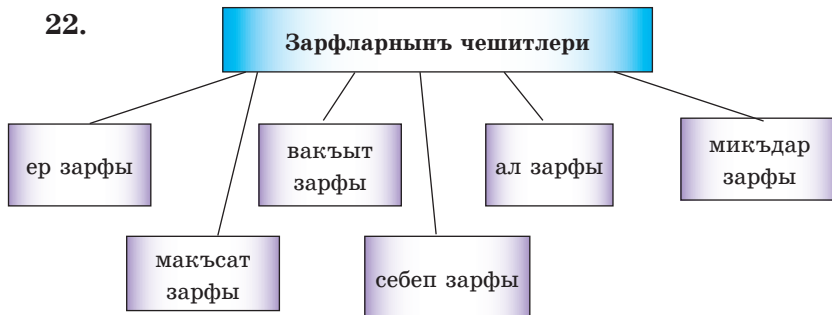 22.
Зарфларнынъ чешитлери
ер зарфы
вакъыт
зарфы
ал зарфы
микъдар
зарфы
макъсат
зарфы
себеп зарфы